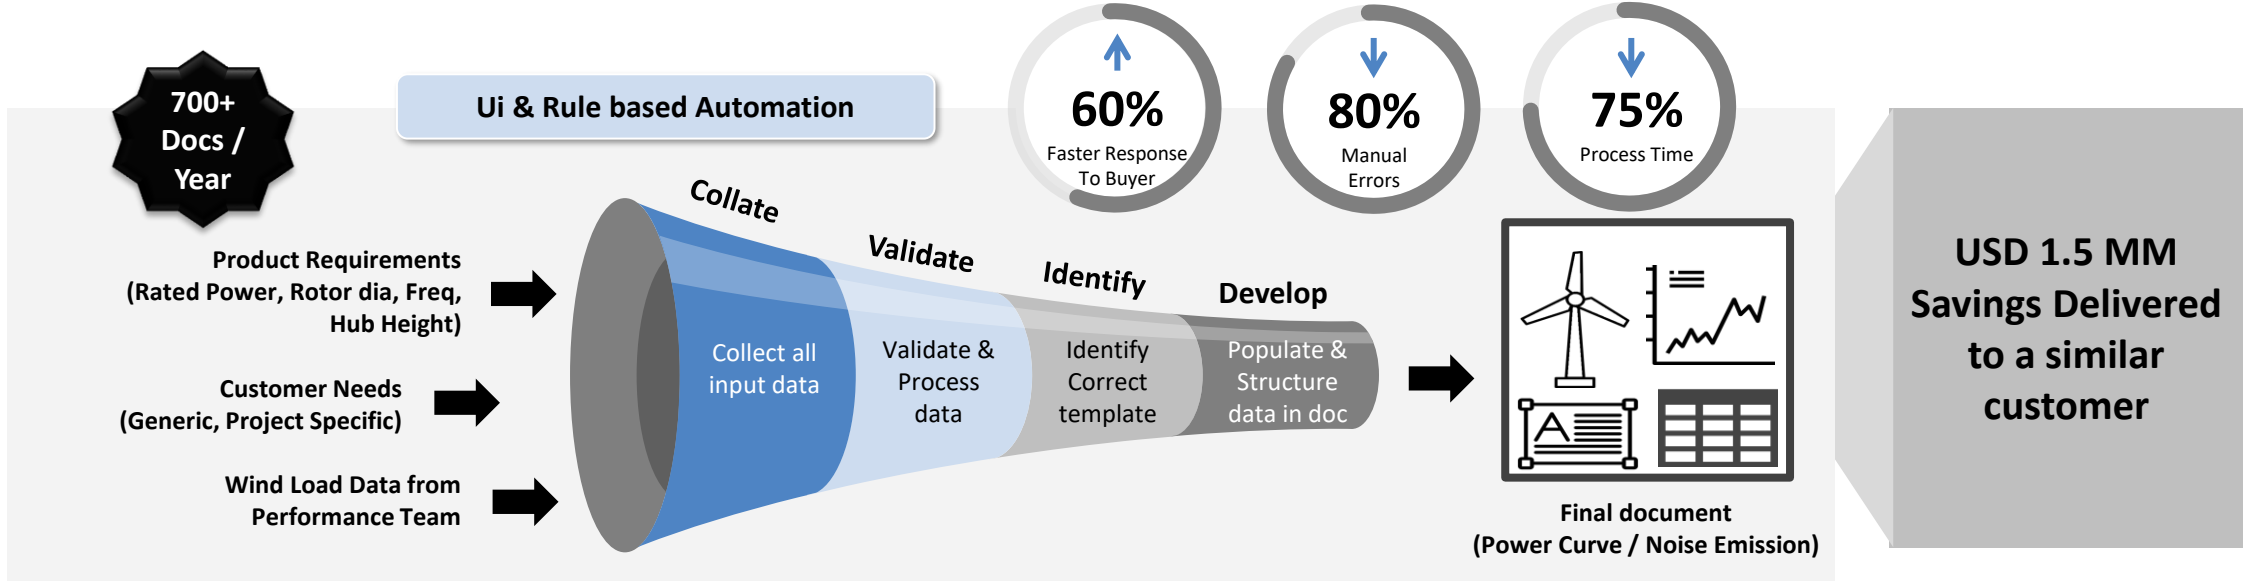 700+
Docs /
Year
Ui & Rule based Automation
60%
Faster Response
To Buyer
80%
Manual
Errors
75%
Process Time
Product Requirements
(Rated Power, Rotor dia, Freq,
Hub Height)
Customer Needs
(Generic, Project Specific)
Wind Load Data from
Performance Team
Collate
Validate
Identify
Develop
Collect all
input data
Validate &
Process
data
Identify
Correct
template
Populate &
Structure
data in doc
A
Final document
(Power Curve / Noise Emission)
USD 1.5 MM
Savings Delivered
to a similar
customer